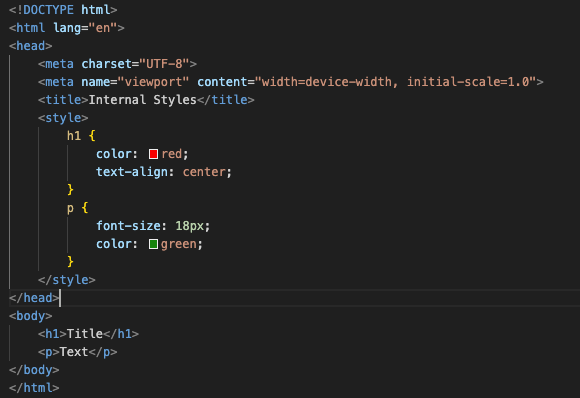 <!DOCTYPE html>
<html lang="en">
<head>
    <meta charset="UTF-8">
    <meta name="viewport" content="width=device-width, initial-scale=1.0">
    <title>Internal Styles</title>
    <style>
        h1 {
            color: red;
            text-align: center;
        }
        p {
            font-size: 18px;
            color: green;
        }
    </style>
</head>
<body>
    <h1>Title</h1>
    <p>Text</p>
</body>
</html>